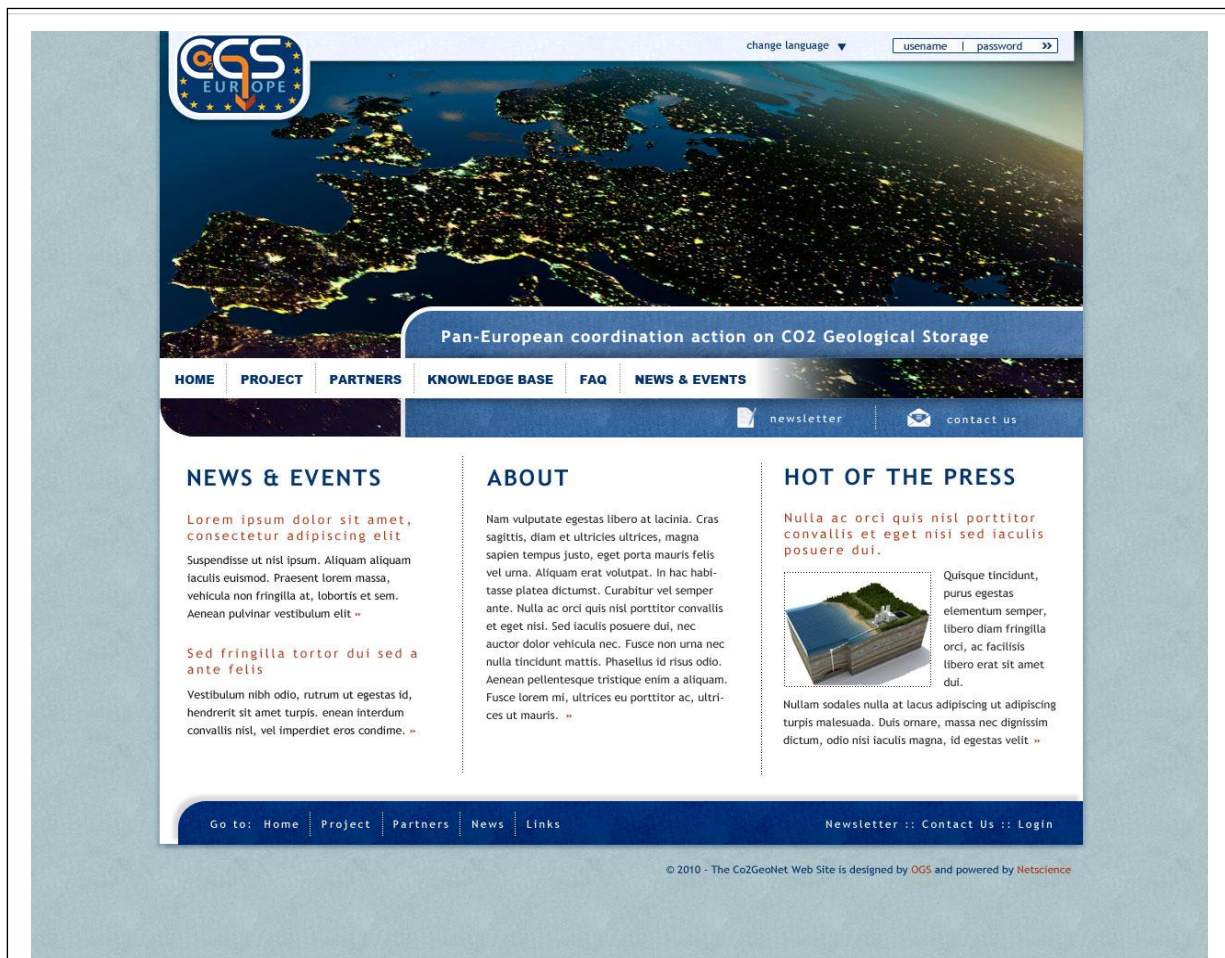 CO2GS
EUROPE
change language
usename | password »
Pan-European coordination action on CO2 Geological Storage
HOME PROJECT PARTNERS KNOWLEDGE BASE FAQ NEWS & EVENTS
newsletter contact us
NEWS & EVENTS
Lorem ipsum dolor sit amet,
consectetur adipiscing elit
Suspendisse ut nisl ipsum. Aliquam aliquam
iaculis euismod. Praesent lorem massa,
vehicula non fringilla at, lobortis et sem.
Aenean pulvinar vestibulum elit »
Sed fringilla tortor dui sed a
ante felis
Vestibulum nibh odio, rutrum ut egestas id,
hendrerit sit amet turpis. enean interdum
convallis nisl, vel imperdiet eros condime. »
ABOUT
Nam vulputate egestas libero at lacinia. Cras
sagittis, diam et ultricies ultrices, magna
sapien tempus justo, eget porta mauris felis
vel urna. Aliquam erat volutpat. In hac habi-
tasse platea dictumst. Curabitur vel semper
ante. Nulla ac orci quis nisl porttitor convallis
et eget nisi. Sed iaculis posuere dui, nec
auctor dolor vehicula nec. Fusce non urna nec
nulla tincidunt mattis. Phasellus id risus odio.
Aenean pellentesque tristique enim a aliquam.
Fusce lorem mi, ultrices eu porttitor ac, ultri-
ces ut mauris. »
HOT OF THE PRESS
Nulla ac orci quis nisl porttitor
convallis et eget nisi sed iaculis
posuere dui.
Quisque tincidunt,
purus egestas
elementum semper,
libero diam fringilla
orci, ac facilisis
libero erat sit amet
dui.
Nullam sodales nulla at lacus adipiscing ut adipiscing
turpis malesuada. Duis ornare, massa nec dignissim
dictum, odio nisi iaculis magna, id egestas velit »
Go to: Home Project Partners News Links
Newsletter :: Contact Us :: Login
© 2010 - The Co2GeoNet Web Site is designed by OGS and powered by Netscience